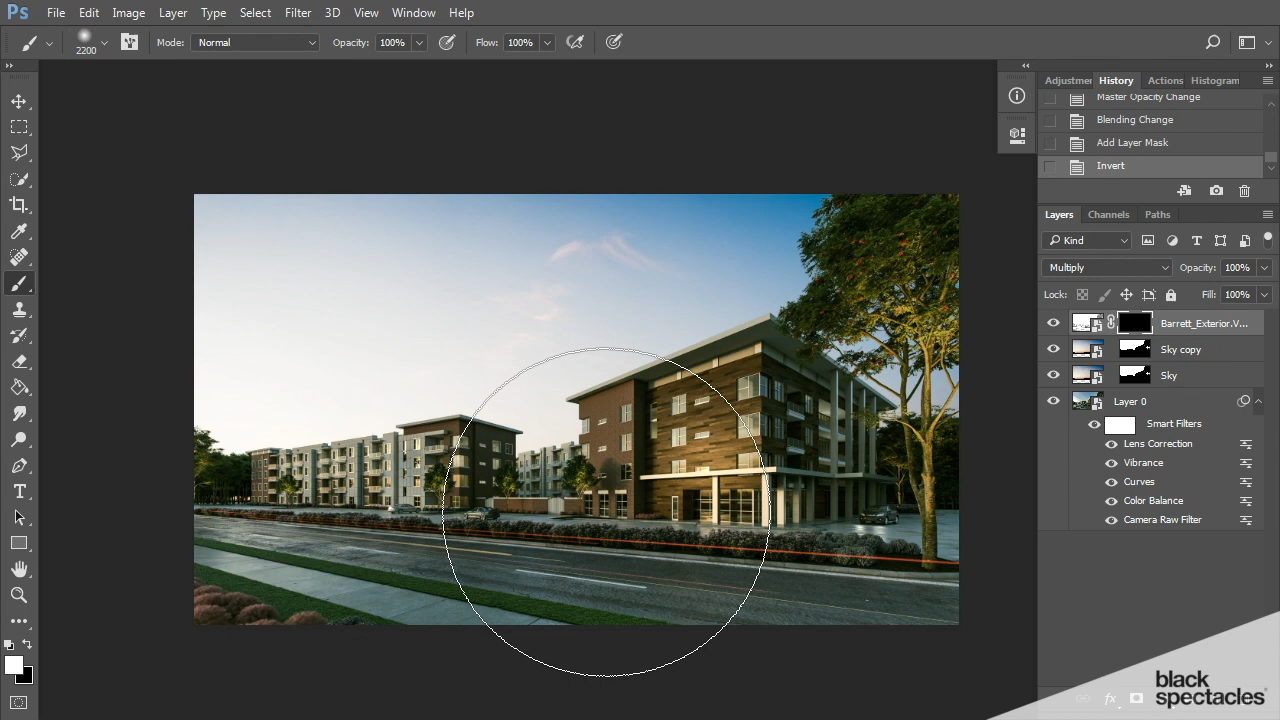 Ps File Edit Image Layer Type Select Filter 3D View Window Help
2200 Mode: Normal Opacity: 100% Flow: 100%
Adjustmer History Actions Histogram
Master Opacity Change
Blending Change
Add Layer Mask
Invert
Layers Channels Paths
Kind
Multiply Opacity: 100%
Lock: Fill: 100%
Barrett_Exterior.V...
Sky copy
Sky
Layer 0
Smart Filters
Lens Correction
Vibrance
Curves
Color Balance
Camera Raw Filter
fx
black
spectacles